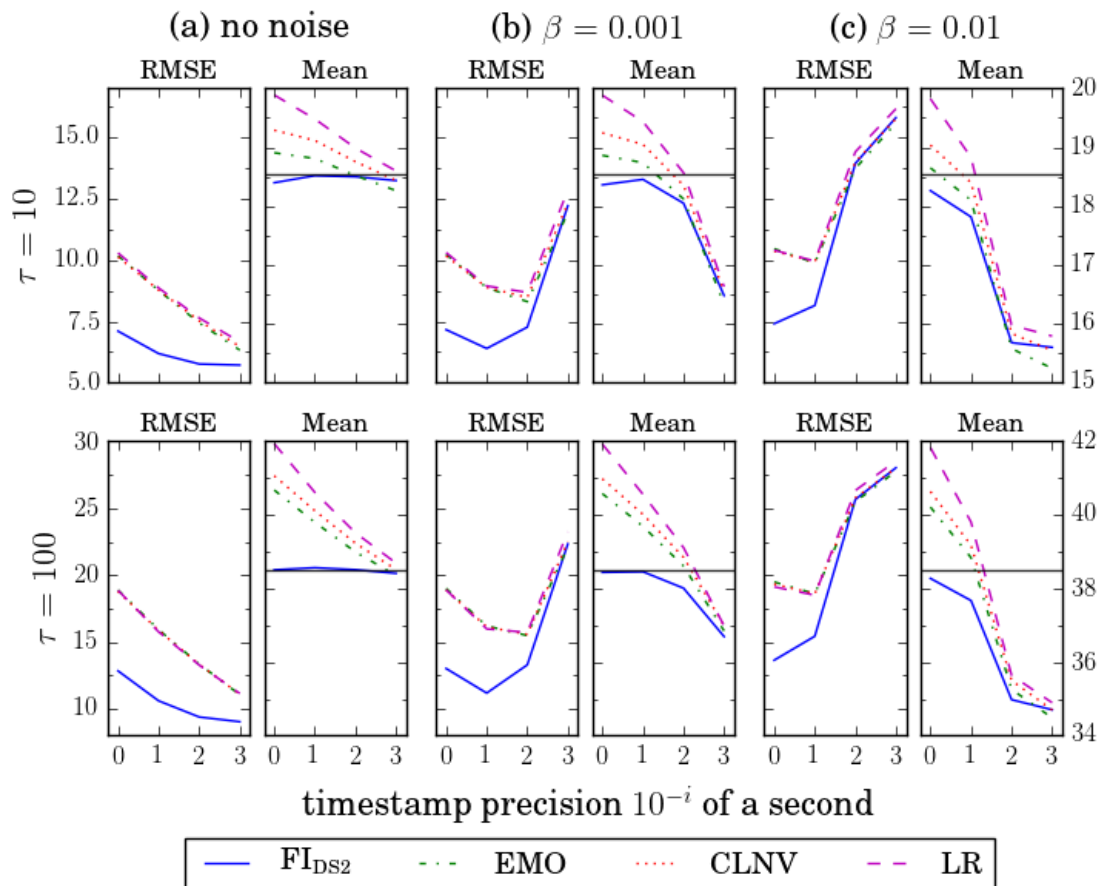 (a) no noise (b) β = 0.001 (c) β = 0.01
RMSE Mean RMSE Mean RMSE Mean
τ = 10
15.0
12.5
10.0
7.5
5.0
20
19
18
17
16
15
RMSE Mean RMSE Mean RMSE Mean
τ = 100
30
25
20
15
10
42
40
38
36
34
0 1 2 3 0 1 2 3 0 1 2 3 0 1 2 3 0 1 2 3 0 1 2 3
timestamp precision 10⁻ⁱ of a second
FI_DS2 EMO CLNV LR